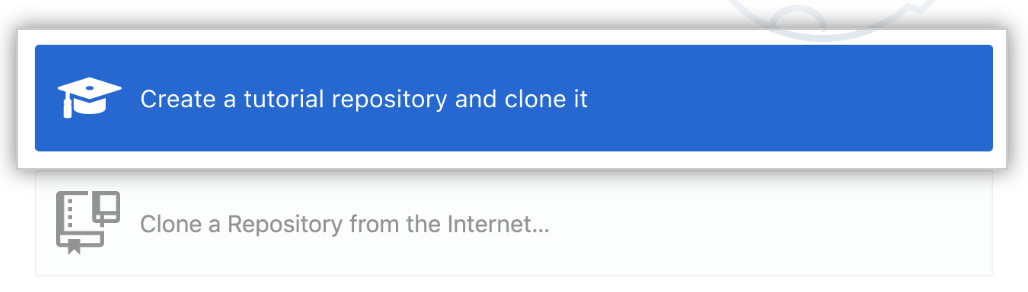 Create a tutorial repository and clone it
Clone a Repository from the Internet...